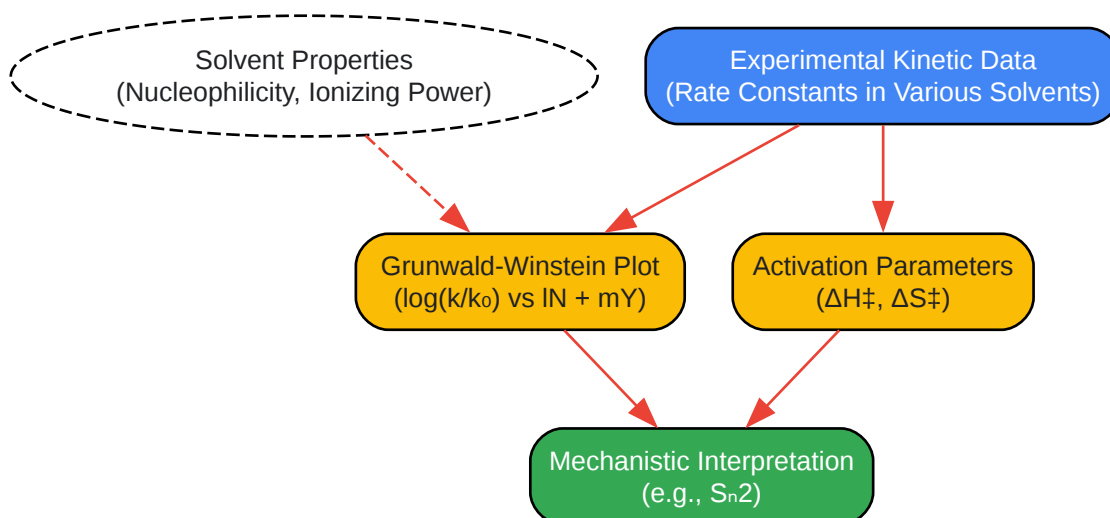 Solvent Properties
(Nucleophilicity, Ionizing Power)
Experimental Kinetic Data
(Rate Constants in Various Solvents)
Grunwald-Winstein Plot
(log(k/k₀) vs lN + mY)
Activation Parameters
(ΔH‡, ΔS‡)
Mechanistic Interpretation
(e.g., Sₙ2)